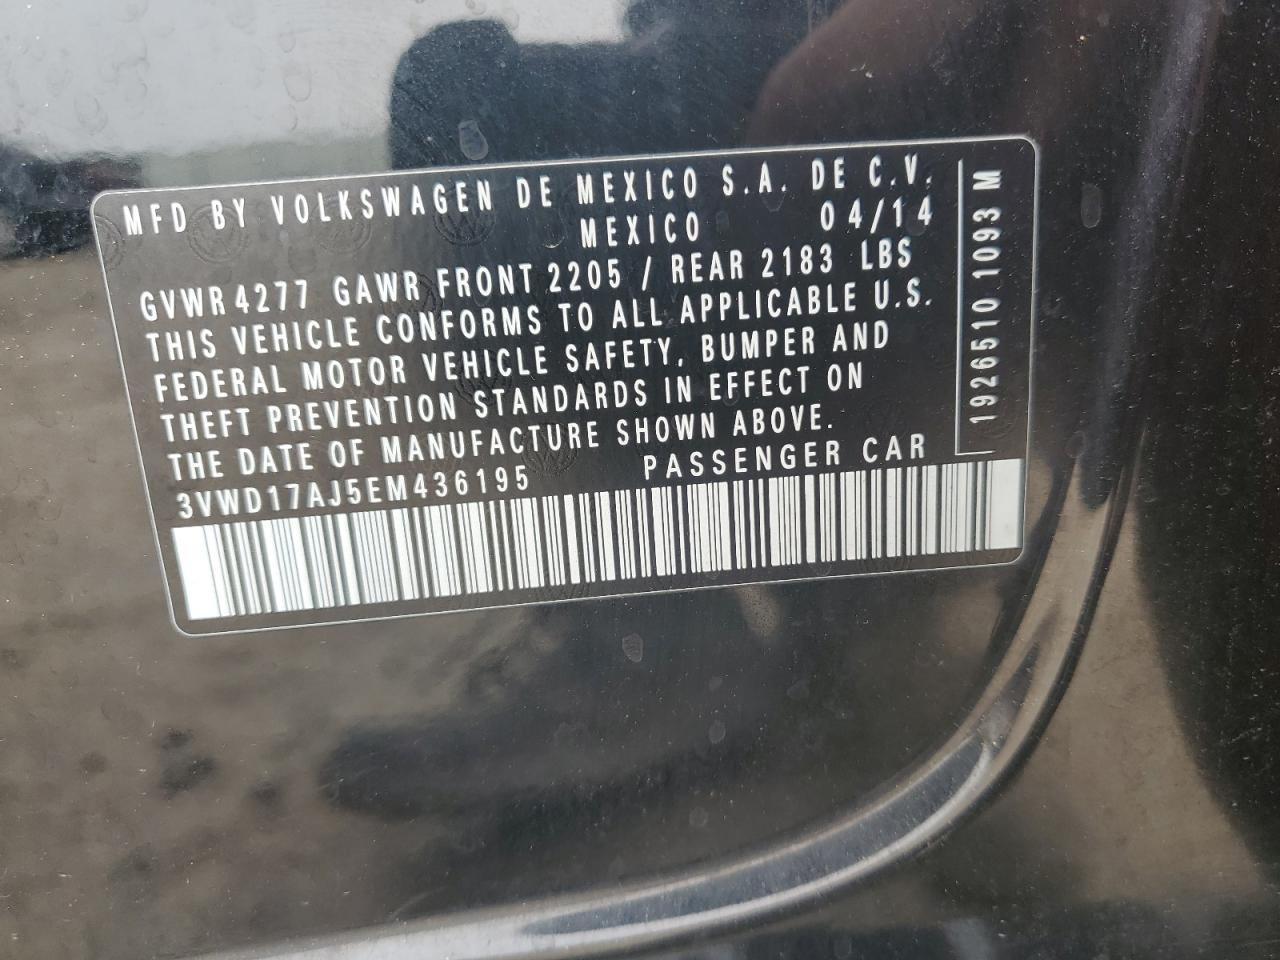 MFD BY VOLKSWAGEN DE MEXICO S.A. DE C.V.
MEXICO 04/14
GVWR 4277 GAWR FRONT 2205 / REAR 2183 LBS
THIS VEHICLE CONFORMS TO ALL APPLICABLE U.S.
FEDERAL MOTOR VEHICLE SAFETY, BUMPER AND
THEFT PREVENTION STANDARDS IN EFFECT ON
THE DATE OF MANUFACTURE SHOWN ABOVE.
3VWD17AJ5EM436195 PASSENGER CAR
1926510 1093 M